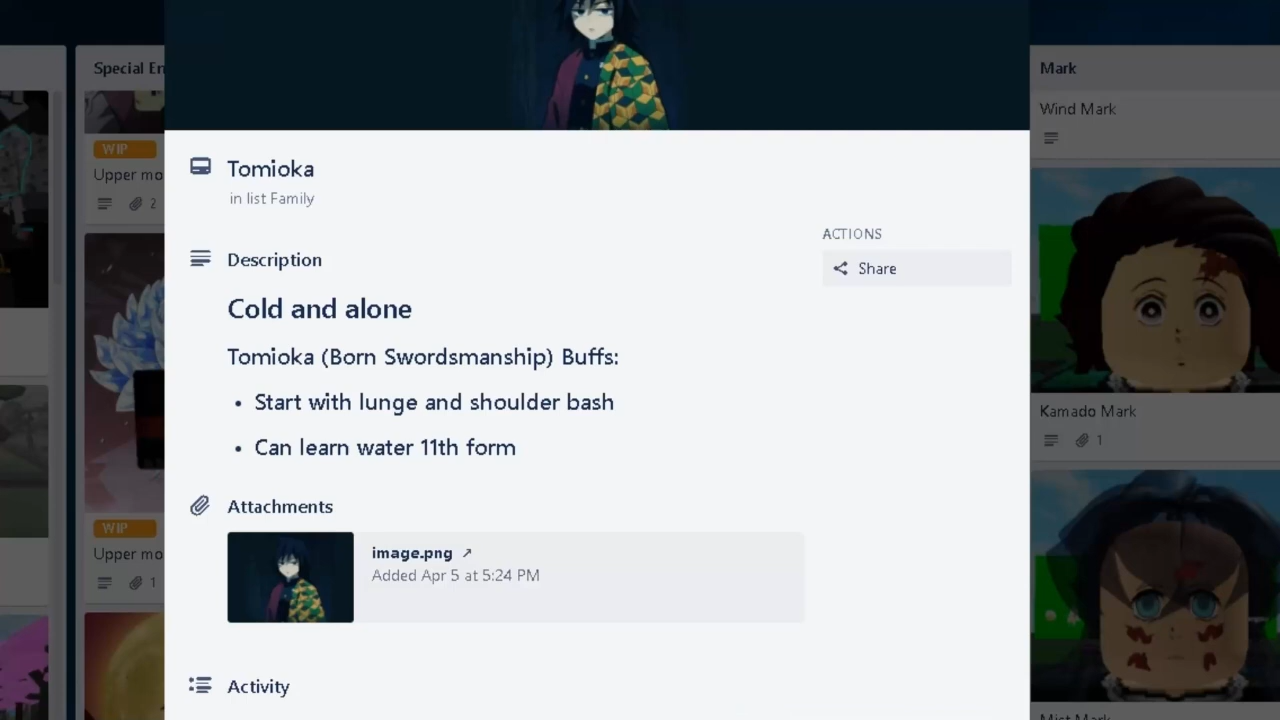 Special En
WIP
Upper mo
2
WIP
Upper mo
1
Tomioka
in list Family
Description
Cold and alone
Tomioka (Born Swordsmanship) Buffs:
• Start with lunge and shoulder bash
• Can learn water 11th form
Attachments
image.png ↗
Added Apr 5 at 5:24 PM
Activity
ACTIONS
Share
Mark
Wind Mark
Kamado Mark
1
Mist Mark